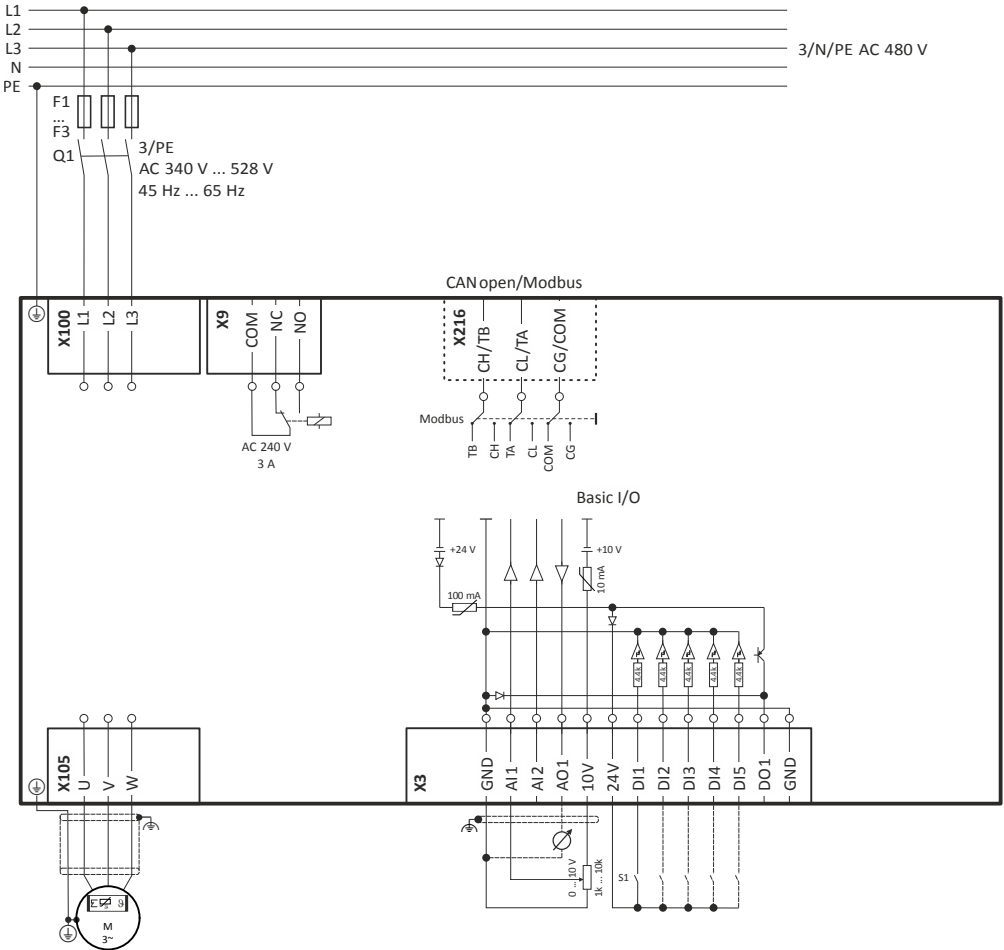 L1
L2
L3
3/N/PE AC 480 V
N
PE
F1
...
F3
Q1
3/PE
AC 340 V ... 528 V
45 Hz ... 65 Hz
CANopen/Modbus
X100
L1
L2
L3
X9
COM
NC
NO
X216
CH/TB
CL/TA
CG/COM
AC 240 V
3 A
Modbus
TB
CH
TA
CL
COM
CG
Basic I/O
+24 V
+10 V
10 mA
100 mA
4.4k
4.4k
4.4k
4.4k
4.4k
X105
U
V
W
X3
GND
AI1
AI2
AO1
10V
24V
DI1
DI2
DI3
DI4
DI5
DO1
GND
0 ... 10 V
1k ... 10k
S1
ϑ
M
3~